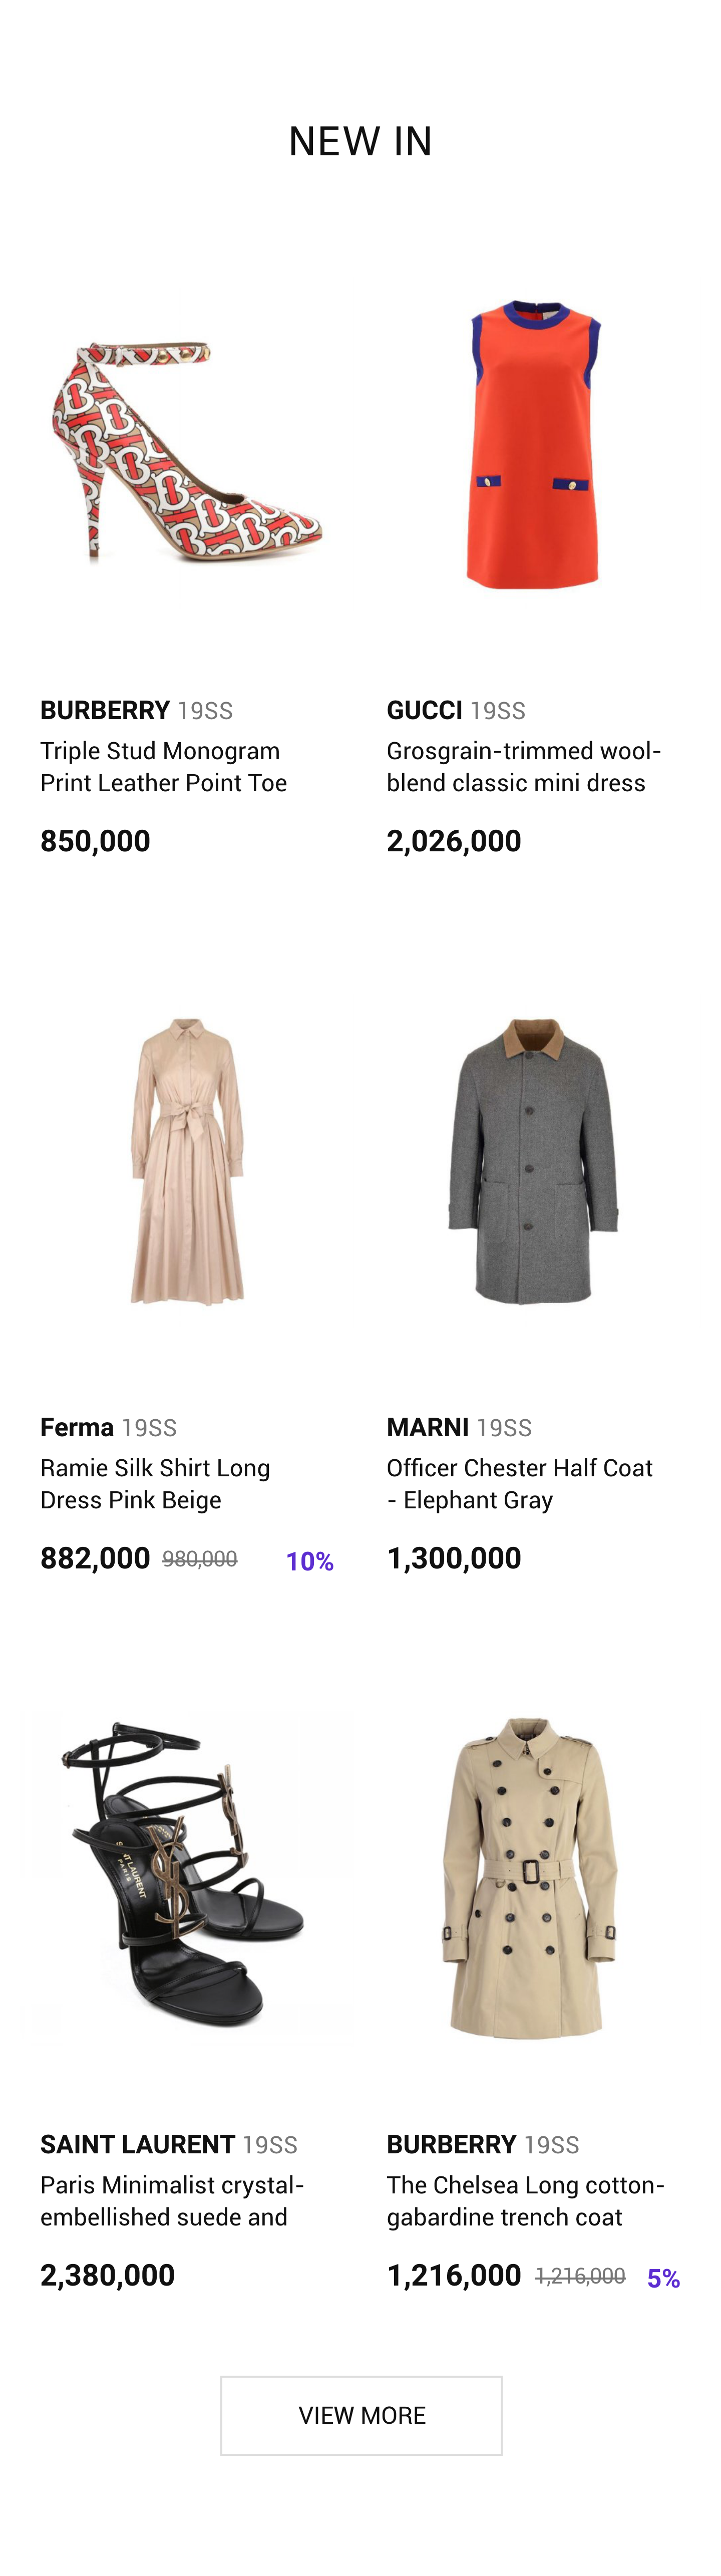 NEW IN
BURBERRY 19SS
Triple Stud Monogram
Print Leather Point Toe
850,000
GUCCI 19SS
Grosgrain-trimmed wool-
blend classic mini dress
2,026,000
Ferma 19SS
Ramie Silk Shirt Long
Dress Pink Beige
882,000 980,000 10%
MARNI 19SS
Officer Chester Half Coat
- Elephant Gray
1,300,000
SAINT LAURENT
PARIS
SAINT LAURENT 19SS
Paris Minimalist crystal-
embellished suede and
2,380,000
BURBERRY 19SS
The Chelsea Long cotton-
gabardine trench coat
1,216,000 1,216,000 5%
VIEW MORE